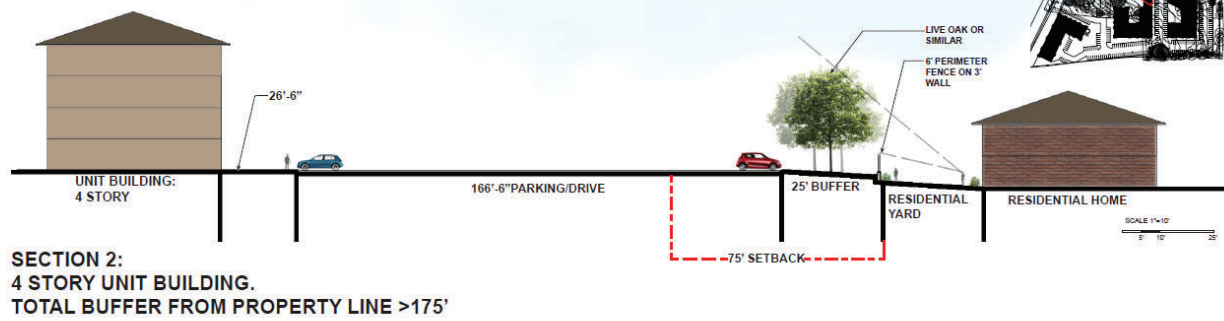 LIVE OAK OR
SIMILAR
6' PERIMETER
FENCE ON 3'
WALL
26'-6"
UNIT BUILDING:
4 STORY
166'-6"PARKING/DRIVE
25' BUFFER
RESIDENTIAL
YARD
RESIDENTIAL HOME
SCALE 1"=10'
5' 10' 25'
75' SETBACK
SECTION 2:
4 STORY UNIT BUILDING.
TOTAL BUFFER FROM PROPERTY LINE >175'